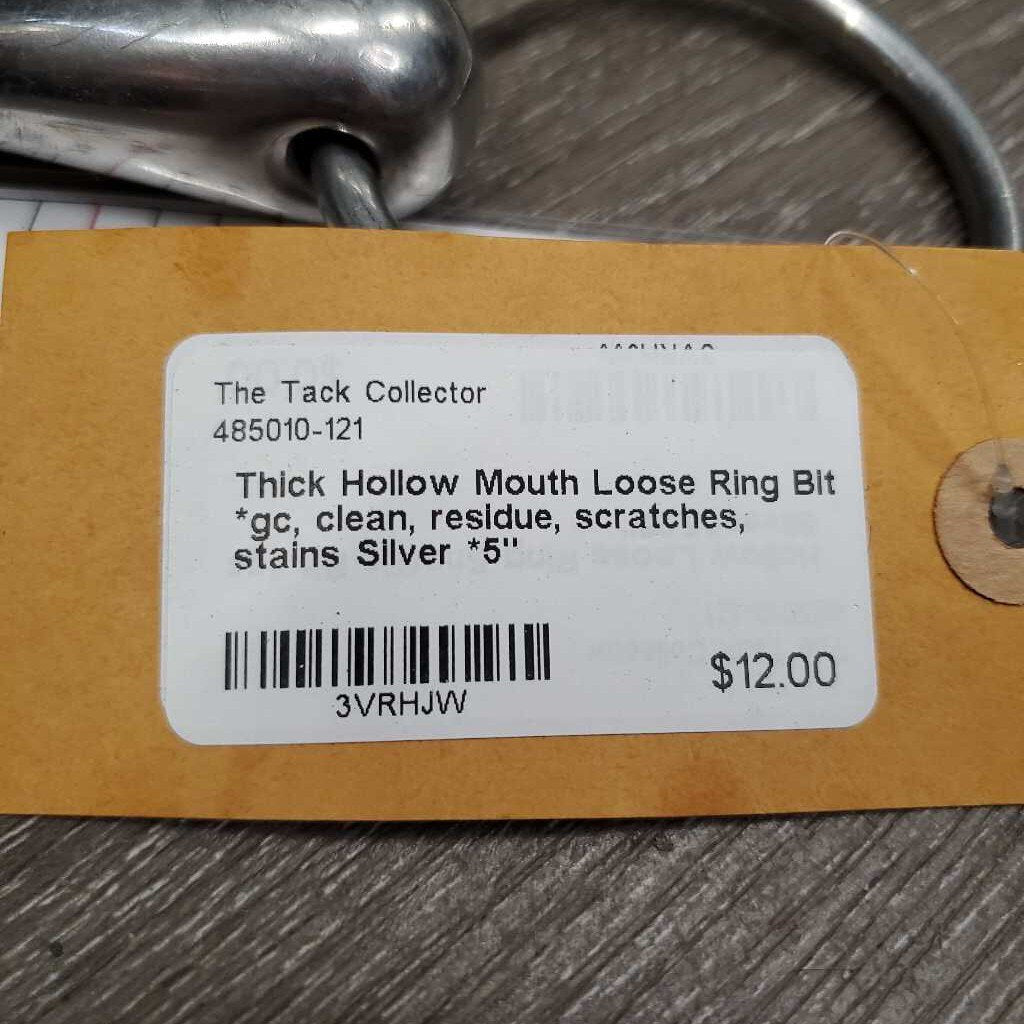 The Tack Collector
485010-121
Thick Hollow Mouth Loose Ring Bit
*gc, clean, residue, scratches,
stains Silver *5"
3VRHJW
$12.00